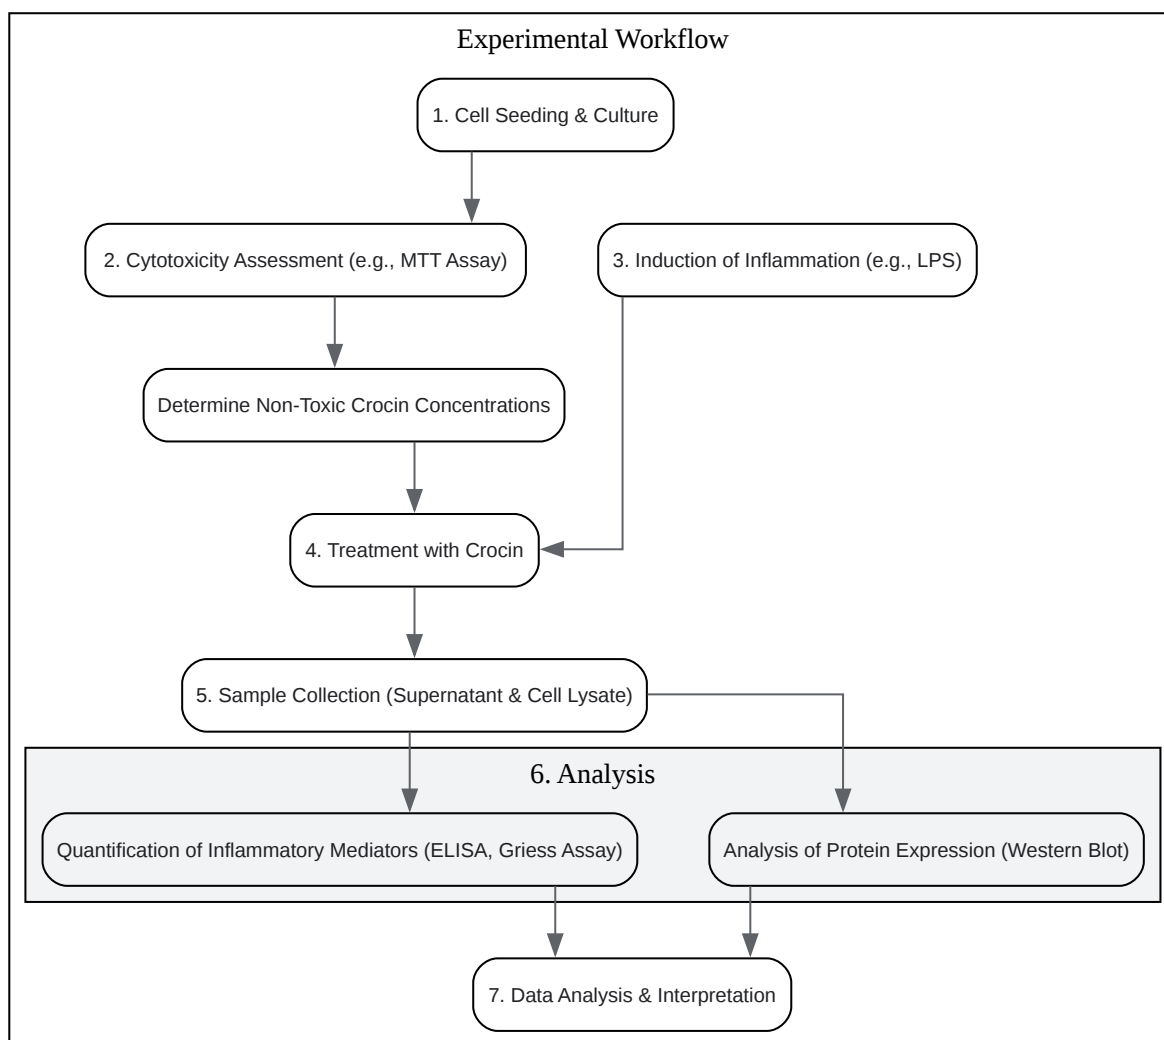 Experimental Workflow
1. Cell Seeding & Culture
2. Cytotoxicity Assessment (e.g., MTT Assay)
3. Induction of Inflammation (e.g., LPS)
Determine Non-Toxic Crocin Concentrations
4. Treatment with Crocin
5. Sample Collection (Supernatant & Cell Lysate)
6. Analysis
Quantification of Inflammatory Mediators (ELISA, Griess Assay)
Analysis of Protein Expression (Western Blot)
7. Data Analysis & Interpretation